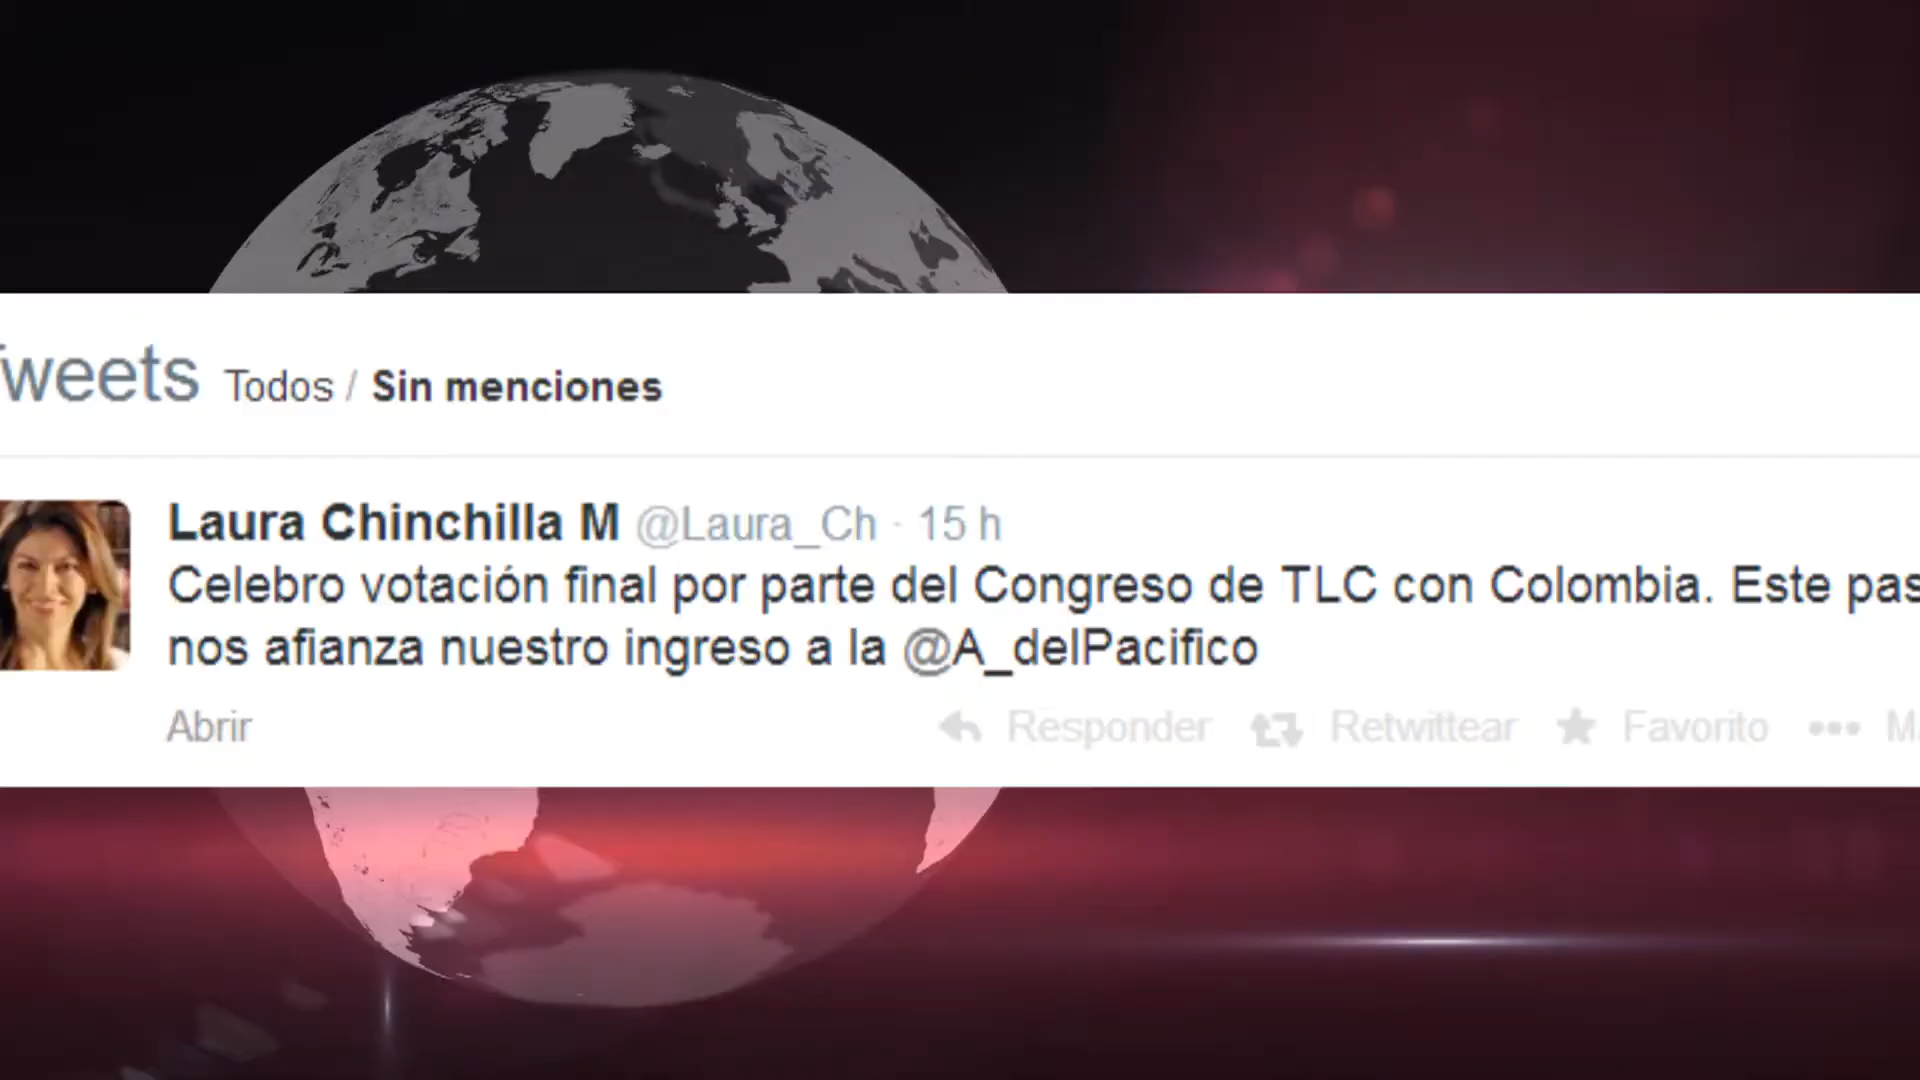 Tweets Todos / Sin menciones
Laura Chinchilla M @Laura_Ch · 15 h
Celebro votación final por parte del Congreso de TLC con Colombia. Este pas
nos afianza nuestro ingreso a la @A_delPacifico
Abrir Responder Retwittear Favorito